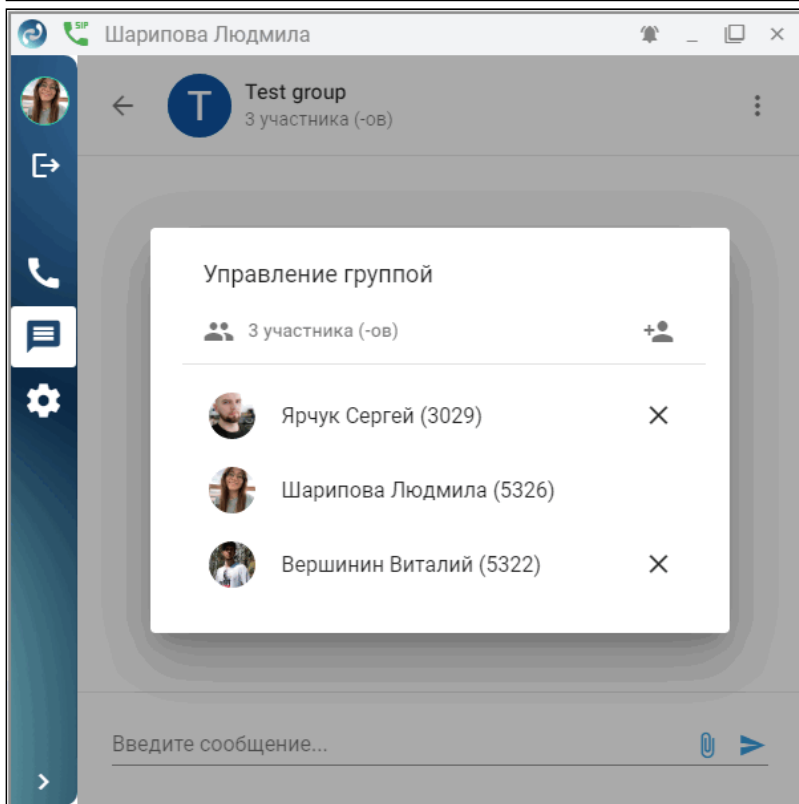 SIP Шарипова Людмила
T Test group
3 участника (-ов)
Управление группой
3 участника (-ов)
Ярчук Сергей (3029)
Шарипова Людмила (5326)
Вершинин Виталий (5322)
Введите сообщение...